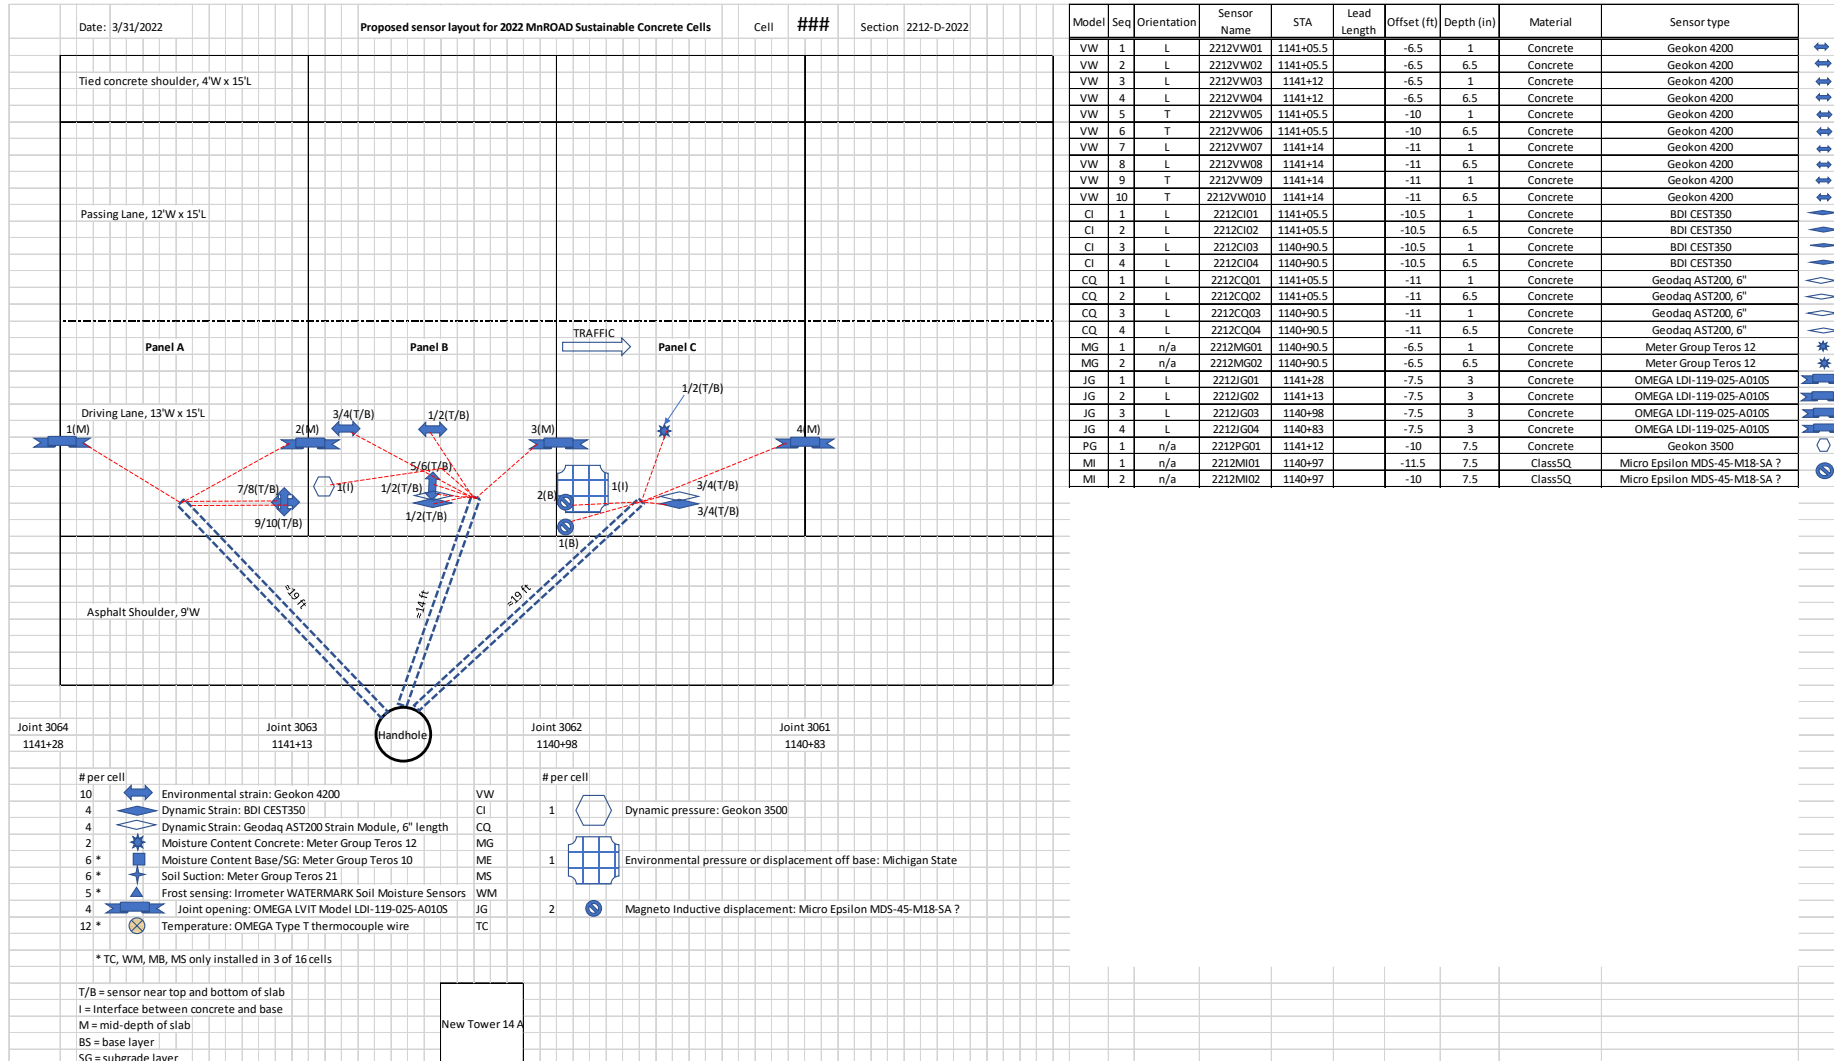 Date: 3/31/2022 Proposed sensor layout for 2022 MnROAD Sustainable Concrete Cells Cell ### Section 2212-D-2022
Tied concrete shoulder, 4'W x 15'L
Passing Lane, 12'W x 15'L
TRAFFIC
Panel A Panel B Panel C
1/2(T/B)
Driving Lane, 13'W x 15'L 3/4(T/B) 1/2(T/B)
1(M) 2(M) 3(M) 4(M)
5/6(T/B)
7/8(T/B) 1(I) 1/2(T/B) 2(B) 1(I) 3/4(T/B)
9/10(T/B) 1/2(T/B) 3/4(T/B)
1(B)
≈19 ft ≈14 ft ≈19 ft
Asphalt Shoulder, 9'W
Handhole
Joint 3064 Joint 3063 Joint 3062 Joint 3061
1141+28 1141+13 1140+98 1140+83
# per cell # per cell
10 Environmental strain: Geokon 4200 VW
4 Dynamic Strain: BDI CEST350 CI 1 Dynamic pressure: Geokon 3500
4 Dynamic Strain: Geodaq AST200 Strain Module, 6" length CQ
2 Moisture Content Concrete: Meter Group Teros 12 MG
6 * Moisture Content Base/SG: Meter Group Teros 10 ME 1 Environmental pressure or displacement off base: Michigan State
6 * Soil Suction: Meter Group Teros 21 MS
5 * Frost sensing: Irrometer WATERMARK Soil Moisture Sensors WM
4 Joint opening: OMEGA LVIT Model LDI-119-025-A010S JG 2 Magneto Inductive displacement: Micro Epsilon MDS-45-M18-SA ?
12 * Temperature: OMEGA Type T thermocouple wire TC
* TC, WM, MB, MS only installed in 3 of 16 cells
T/B = sensor near top and bottom of slab
I = Interface between concrete and base
M = mid-depth of slab
BS = base layer
SG = subgrade layer
New Tower 14 A
Model Seq Orientation Sensor Name STA Lead Length Offset (ft) Depth (in) Material Sensor type
VW 1 L 2212VW01 1141+05.5 -6.5 1 Concrete Geokon 4200
VW 2 L 2212VW02 1141+05.5 -6.5 6.5 Concrete Geokon 4200
VW 3 L 2212VW03 1141+12 -6.5 1 Concrete Geokon 4200
VW 4 L 2212VW04 1141+12 -6.5 6.5 Concrete Geokon 4200
VW 5 T 2212VW05 1141+05.5 -10 1 Concrete Geokon 4200
VW 6 T 2212VW06 1141+05.5 -10 6.5 Concrete Geokon 4200
VW 7 L 2212VW07 1141+14 -11 1 Concrete Geokon 4200
VW 8 L 2212VW08 1141+14 -11 6.5 Concrete Geokon 4200
VW 9 T 2212VW09 1141+14 -11 1 Concrete Geokon 4200
VW 10 T 2212VW010 1141+14 -11 6.5 Concrete Geokon 4200
CI 1 L 2212CI01 1141+05.5 -10.5 1 Concrete BDI CEST350
CI 2 L 2212CI02 1141+05.5 -10.5 6.5 Concrete BDI CEST350
CI 3 L 2212CI03 1140+90.5 -10.5 1 Concrete BDI CEST350
CI 4 L 2212CI04 1140+90.5 -10.5 6.5 Concrete BDI CEST350
CQ 1 L 2212CQ01 1141+05.5 -11 1 Concrete Geodaq AST200, 6"
CQ 2 L 2212CQ02 1141+05.5 -11 6.5 Concrete Geodaq AST200, 6"
CQ 3 L 2212CQ03 1140+90.5 -11 1 Concrete Geodaq AST200, 6"
CQ 4 L 2212CQ04 1140+90.5 -11 6.5 Concrete Geodaq AST200, 6"
MG 1 n/a 2212MG01 1140+90.5 -6.5 1 Concrete Meter Group Teros 12
MG 2 n/a 2212MG02 1140+90.5 -6.5 6.5 Concrete Meter Group Teros 12
JG 1 L 2212JG01 1141+28 -7.5 3 Concrete OMEGA LDI-119-025-A010S
JG 2 L 2212JG02 1141+13 -7.5 3 Concrete OMEGA LDI-119-025-A010S
JG 3 L 2212JG03 1140+98 -7.5 3 Concrete OMEGA LDI-119-025-A010S
JG 4 L 2212JG04 1140+83 -7.5 3 Concrete OMEGA LDI-119-025-A010S
PG 1 n/a 2212PG01 1141+12 -10 7.5 Concrete Geokon 3500
MI 1 n/a 2212MI01 1140+97 -11.5 7.5 Class5Q Micro Epsilon MDS-45-M18-SA ?
MI 2 n/a 2212MI02 1140+97 -10 7.5 Class5Q Micro Epsilon MDS-45-M18-SA ?